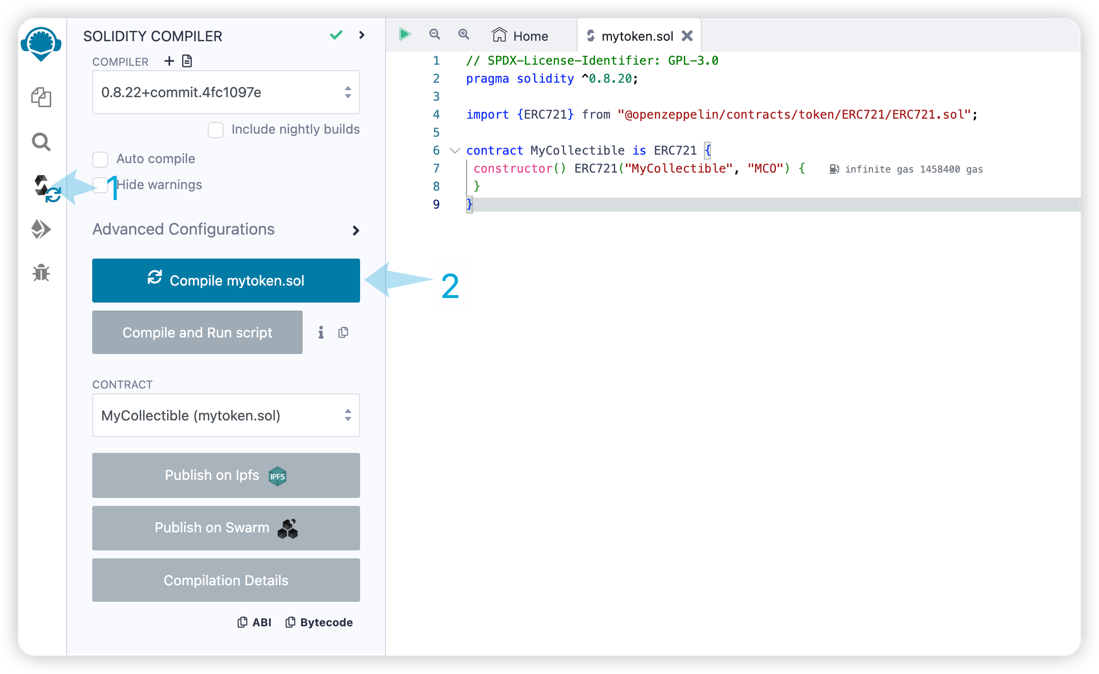 SOLIDITY COMPILER
COMPILER
0.8.22+commit.4fc1097e
Include nightly builds
Auto compile
Hide warnings
1
Advanced Configurations
Compile mytoken.sol
2
Compile and Run script
CONTRACT
MyCollectible (mytoken.sol)
Publish on Ipfs IPFS
Publish on Swarm
Compilation Details
ABI Bytecode
Home mytoken.sol
1 // SPDX-License-Identifier: GPL-3.0
2 pragma solidity ^0.8.20;
3
4 import {ERC721} from "@openzeppelin/contracts/token/ERC721/ERC721.sol";
5
6 contract MyCollectible is ERC721 {
7 constructor() ERC721("MyCollectible", "MCO") { infinite gas 1458400 gas
8 }
9 }